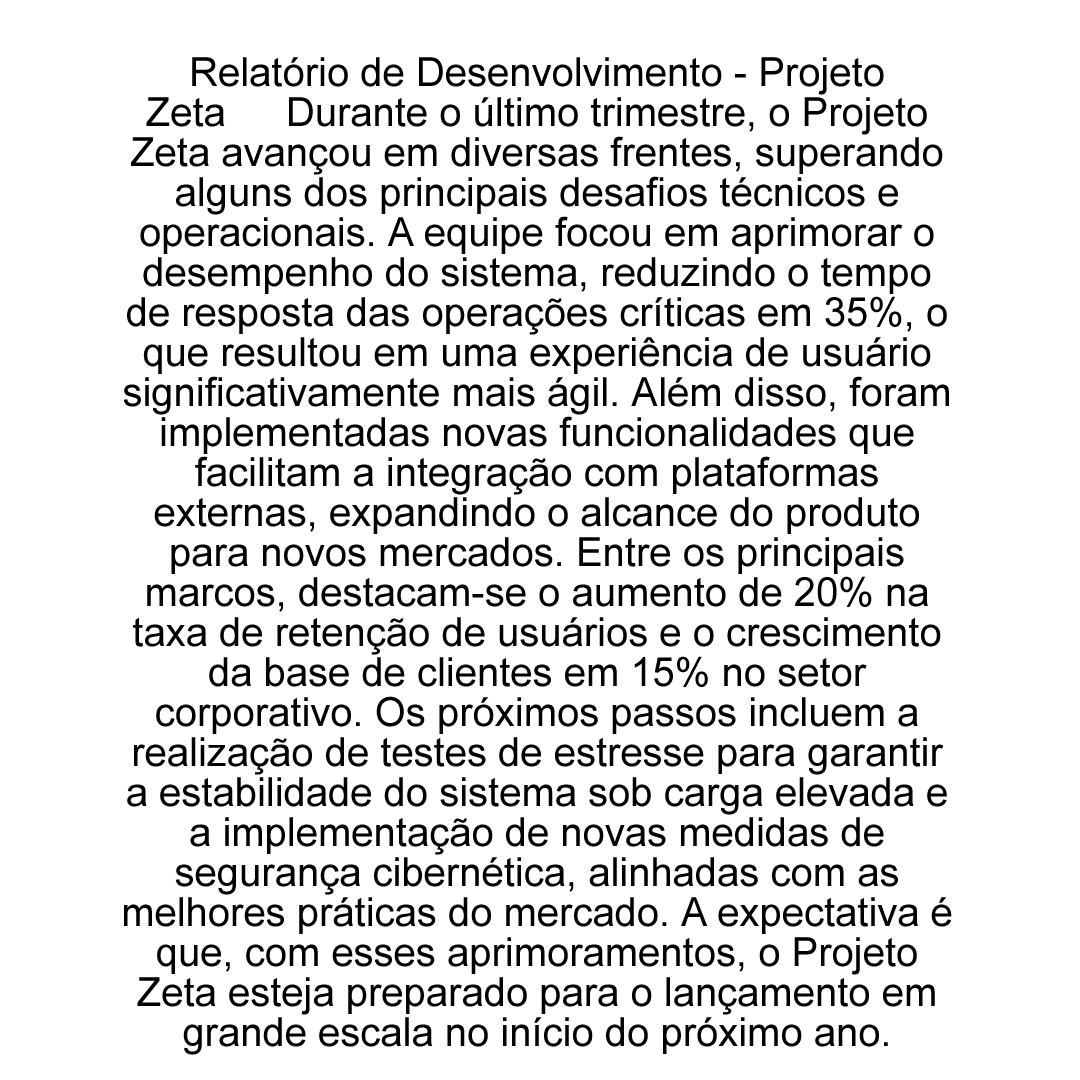 Relatório de Desenvolvimento - Projeto
Zeta      Durante o último trimestre, o Projeto
Zeta avançou em diversas frentes, superando
alguns dos principais desafios técnicos e
operacionais. A equipe focou em aprimorar o
desempenho do sistema, reduzindo o tempo
de resposta das operações críticas em 35%, o
que resultou em uma experiência de usuário
significativamente mais ágil. Além disso, foram
implementadas novas funcionalidades que
facilitam a integração com plataformas
externas, expandindo o alcance do produto
para novos mercados. Entre os principais
marcos, destacam-se o aumento de 20% na
taxa de retenção de usuários e o crescimento
da base de clientes em 15% no setor
corporativo. Os próximos passos incluem a
realização de testes de estresse para garantir
a estabilidade do sistema sob carga elevada e
a implementação de novas medidas de
segurança cibernética, alinhadas com as
melhores práticas do mercado. A expectativa é
que, com esses aprimoramentos, o Projeto
Zeta esteja preparado para o lançamento em
grande escala no início do próximo ano.